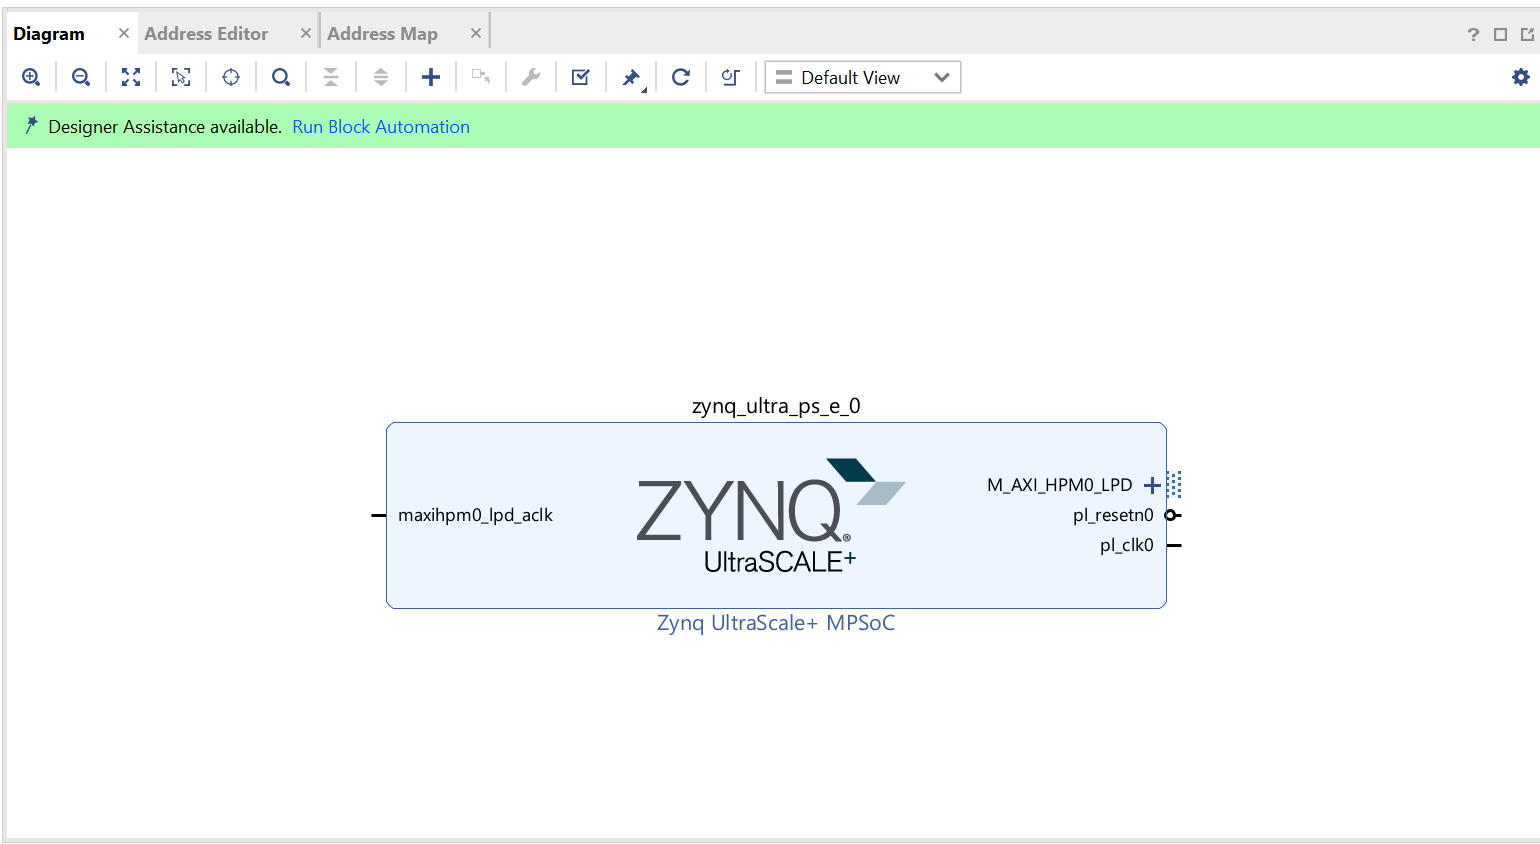 Diagram
Address Editor
Address Map
?
Default View
Designer Assistance available. Run Block Automation
zynq_ultra_ps_e_0
M_AXI_HPM0_LPD
maxihpm0_lpd_aclk
pl_resetn0
pl_clk0
ZYNQ®
UltraSCALE+
Zynq UltraScale+ MPSoC